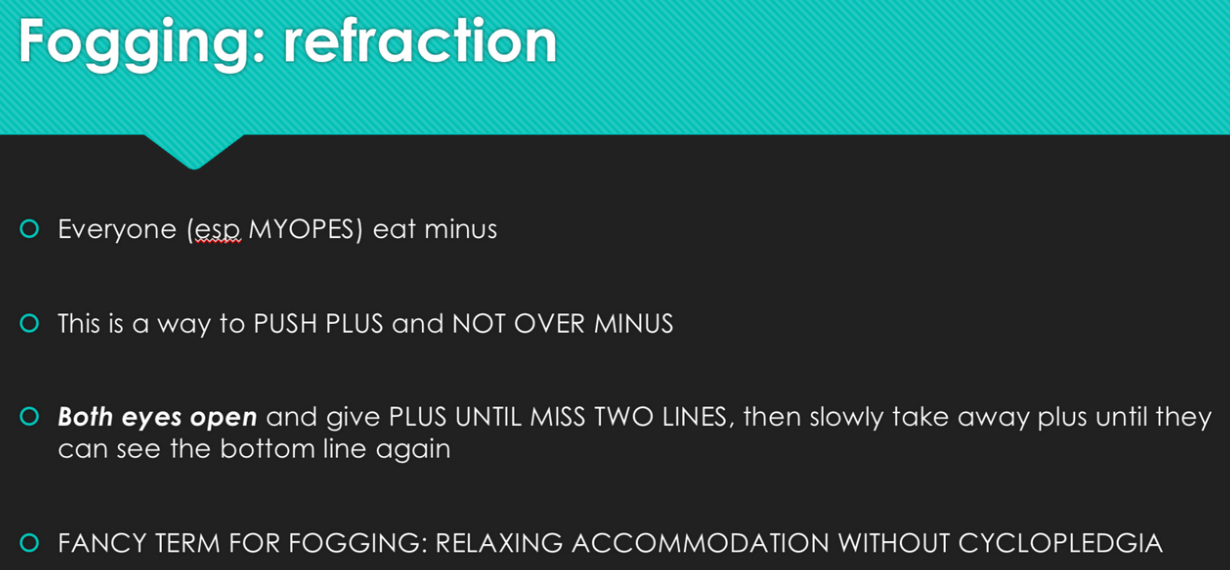 Fogging: refraction
Everyone (esp MYOPES) eat minus
This is a way to PUSH PLUS and NOT OVER MINUS
Both eyes open and give PLUS UNTIL MISS TWO LINES, then slowly take away plus until they
can see the bottom line again
FANCY TERM FOR FOGGING: RELAXING ACCOMMODATION WITHOUT CYCLOPLEDGIA